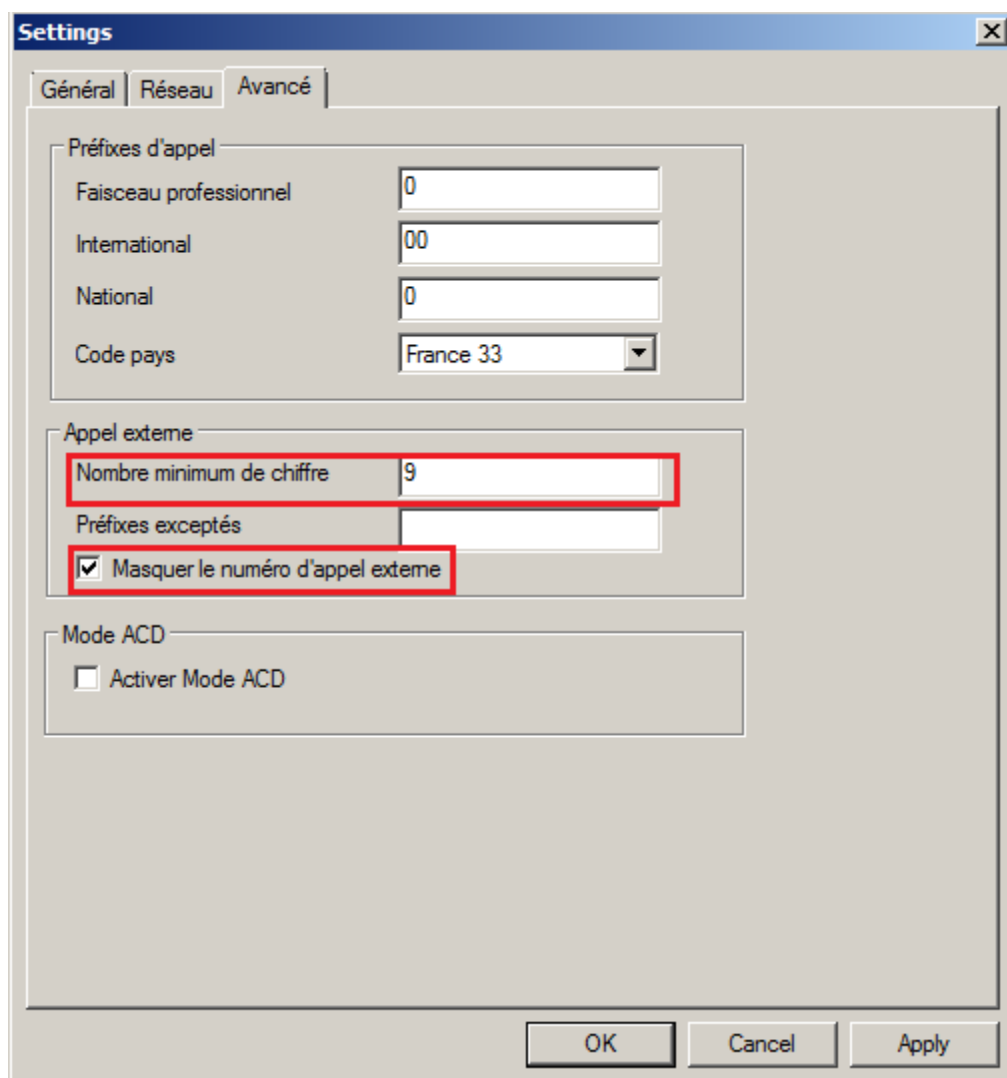 Settings
Général Réseau Avancé
Préfixes d'appel
Faisceau professionnel 0
International 00
National 0
Code pays France 33
Appel externe
Nombre minimum de chiffre 9
Préfixes exceptés
Masquer le numéro d'appel externe
Mode ACD
Activer Mode ACD
OK Cancel Apply